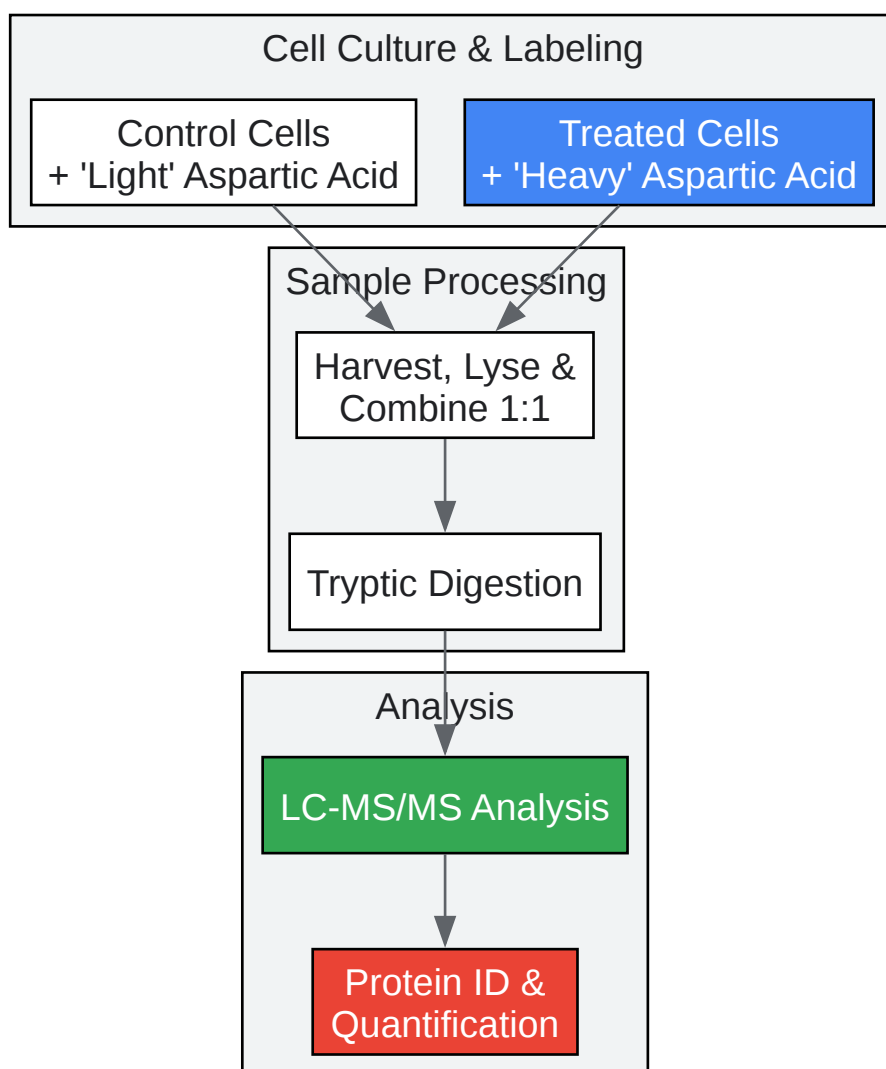 Cell Culture & Labeling
Control Cells
+ 'Light' Aspartic Acid
Treated Cells
+ 'Heavy' Aspartic Acid
Sample Processing
Harvest, Lyse &
Combine 1:1
Tryptic Digestion
Analysis
LC-MS/MS Analysis
Protein ID &
Quantification